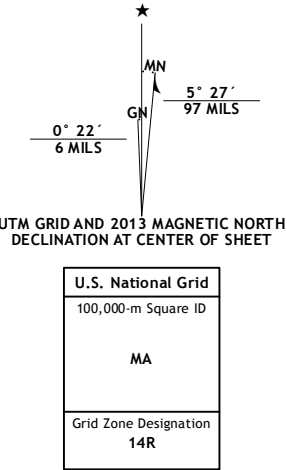 ★
MN
GN
5° 27´
97 MILS
0° 22´
6 MILS
UTM GRID AND 2013 MAGNETIC NORTH
DECLINATION AT CENTER OF SHEET
U.S. National Grid
100,000-m Square ID
MA
Grid Zone Designation
14R